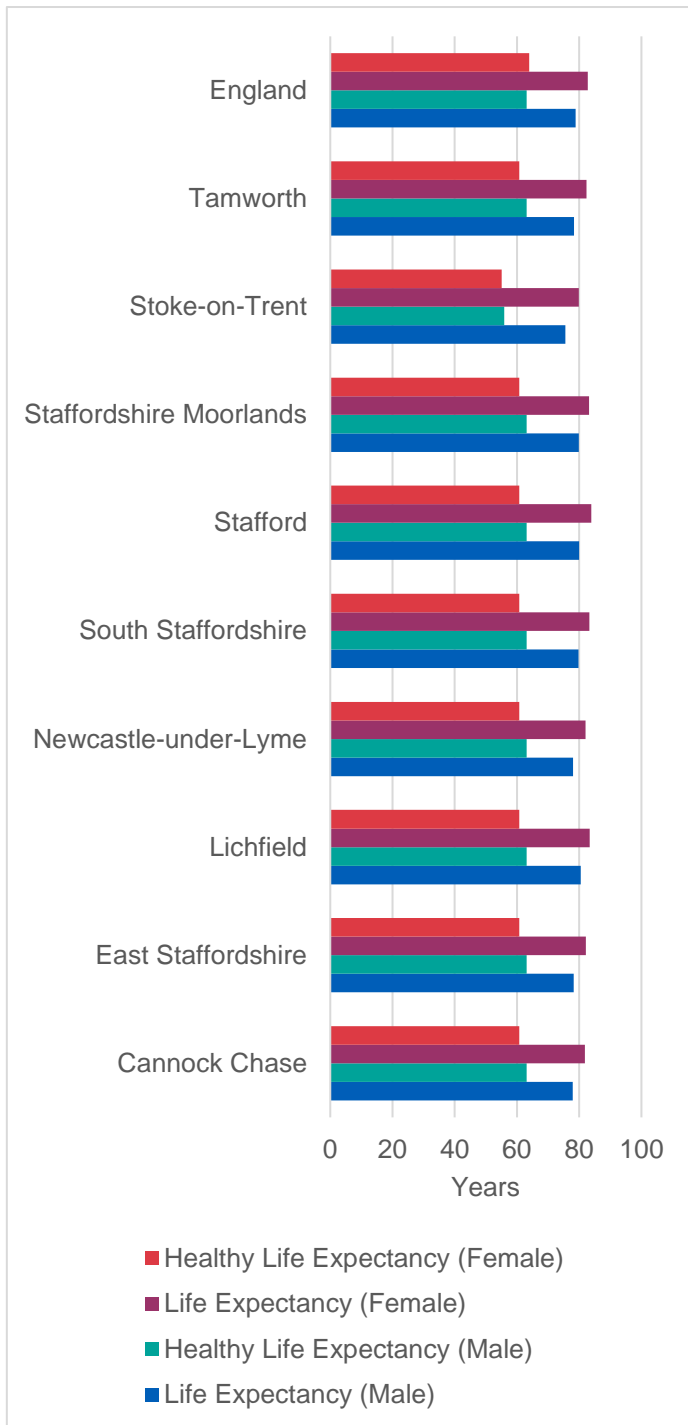 England
Tamworth
Stoke-on-Trent
Staffordshire Moorlands
Stafford
South Staffordshire
Newcastle-under-Lyme
Lichfield
East Staffordshire
Cannock Chase
0 20 40 60 80 100
Years
Healthy Life Expectancy (Female)
Life Expectancy (Female)
Healthy Life Expectancy (Male)
Life Expectancy (Male)